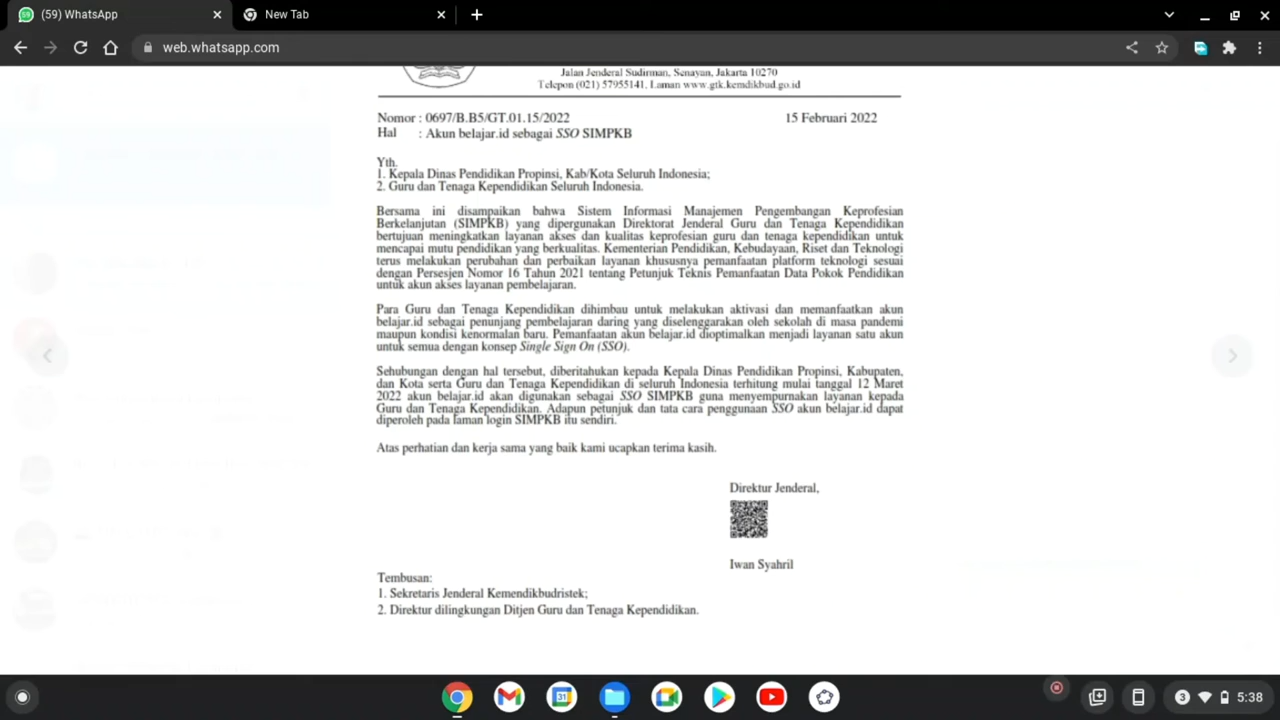 (59) WhatsApp
New Tab
web.whatsapp.com
Jalan Jenderal Sudirman, Senayan, Jakarta 10270
Telepon (021) 57955141, Laman www.gtk.kemdikbud.go.id
Nomor : 0697/B.B5/GT.01.15/2022 15 Februari 2022
Hal : Akun belajar.id sebagai SSO SIMPKB
Yth.
1. Kepala Dinas Pendidikan Propinsi, Kab/Kota Seluruh Indonesia;
2. Guru dan Tenaga Kependidikan Seluruh Indonesia.
Bersama ini disampaikan bahwa Sistem Informasi Manajemen Pengembangan Keprofesian
Berkelanjutan (SIMPKB) yang dipergunakan Direktorat Jenderal Guru dan Tenaga Kependidikan
bertujuan meningkatkan layanan akses dan kualitas keprofesian guru dan tenaga kependidikan untuk
mencapai mutu pendidikan yang berkualitas. Kementerian Pendidikan, Kebudayaan, Riset dan Teknologi
terus melakukan perubahan dan perbaikan layanan khususnya pemanfaatan platform teknologi sesuai
dengan Persesjen Nomor 16 Tahun 2021 tentang Petunjuk Teknis Pemanfaatan Data Pokok Pendidikan
untuk akun akses layanan pembelajaran.
Para Guru dan Tenaga Kependidikan dihimbau untuk melakukan aktivasi dan memanfaatkan akun
belajar.id sebagai penunjang pembelajaran daring yang diselenggarakan oleh sekolah di masa pandemi
maupun kondisi kenormalan baru. Pemanfaatan akun belajar.id dioptimalkan menjadi layanan satu akun
untuk semua dengan konsep Single Sign On (SSO).
Sehubungan dengan hal tersebut, diberitahukan kepada Kepala Dinas Pendidikan Propinsi, Kabupaten,
dan Kota serta Guru dan Tenaga Kependidikan di seluruh Indonesia terhitung mulai tanggal 12 Maret
2022 akun belajar.id akan digunakan sebagai SSO SIMPKB guna menyempurnakan layanan kepada
Guru dan Tenaga Kependidikan. Adapun petunjuk dan tata cara penggunaan SSO akun belajar.id dapat
diperoleh pada laman login SIMPKB itu sendiri.
Atas perhatian dan kerja sama yang baik kami ucapkan terima kasih.
Direktur Jenderal,
Iwan Syahril
Tembusan:
1. Sekretaris Jenderal Kemendikbudristek;
2. Direktur dilingkungan Ditjen Guru dan Tenaga Kependidikan.
31
3 5:38